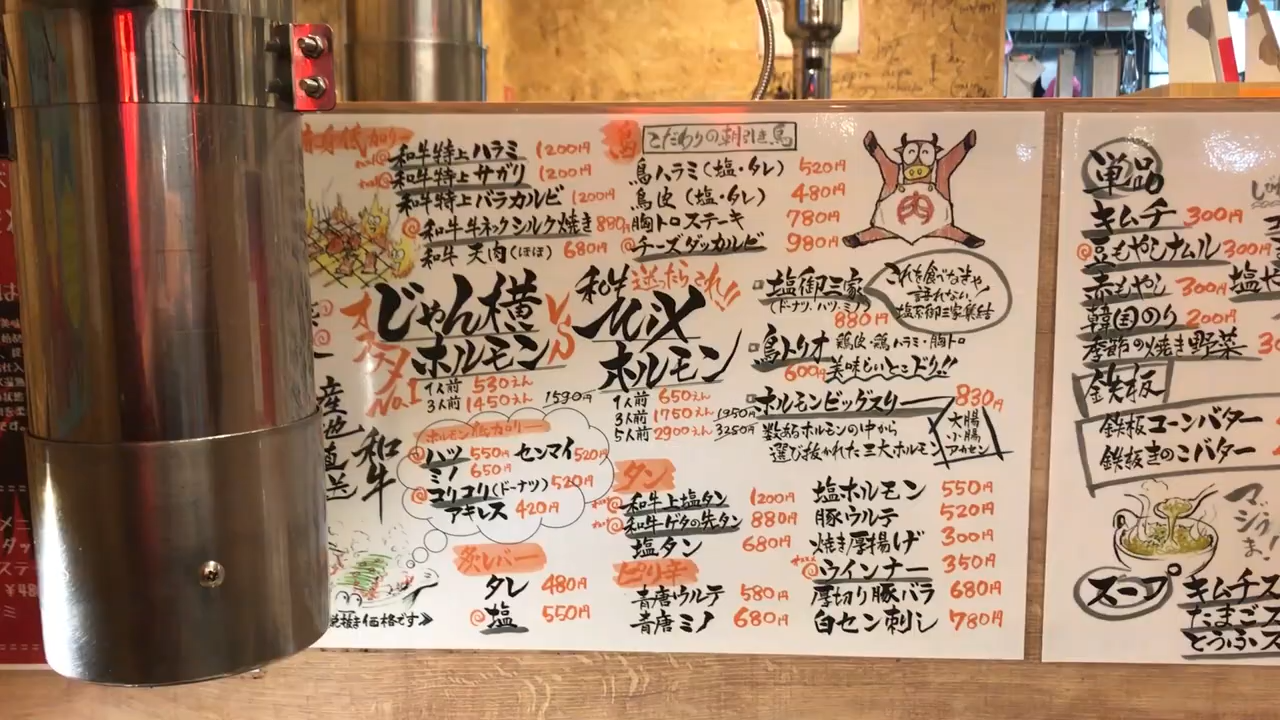 赤身低カロリー
和牛特上ハラミ 1200円
和牛特上サガリ 1200円
和牛特上バラカルビ 1200円
@和牛牛ネックシルク焼き 880円
和牛 天肉(ほほ) 680円
鳥 こだわりの朝引き鳥
鳥ハラミ(塩・タレ) 520円
鳥皮(塩・タレ) 480円
胸トロステーキ 780円
@チーズダッカルビ 980円
肉
オススメNo.1
じゃん横
ホルモン
1人前 530えん
3人前 1450えん 1590円
VS
和牛 迷ったらこれ!!
MIX
ホルモン
1人前 650えん
3人前 1750えん 1950円
5人前 2900えん 3250円
塩御三家
(ドーナツ、ハツ、ミノ)
880円
これを食べなきゃ
語れない
塩系御三家集結
鳥トリオ 鶏皮・鶏ハラミ・胸トロ
600円 美味しいとこドリ!!
ホルモンビッグスリー 830円
数あるホルモンの中から
選び抜かれた三大ホルモン
大腸
小腸
アカセン
産地直送
和牛
ホルモン低カロリー
ハツ 550円 センマイ 520円
ミノ 650円
@コリコリ(ドーナツ) 520円
アキレス 420円
炙レバー
タレ 480円
@塩 550円
税抜き価格です》
タン
@和牛上塩タン 1200円
@和牛ゲタの先タン 880円
塩タン 680円
ピリ辛
青唐ウルテ 580円
青唐ミノ 680円
塩ホルモン 550円
豚ウルテ 520円
焼き厚揚げ 300円
@ウインナー 350円
厚切り豚バラ 680円
白セン刺し 780円
単品
キムチ 300円
@豆もやしナムル 300円
赤もやし 300円 塩や
韓国のり 200円
季節の焼き野菜
鉄板
鉄板コーンバター
鉄板きのこバター
マジうま!
スープ
キムチス
たまごス
とうふス